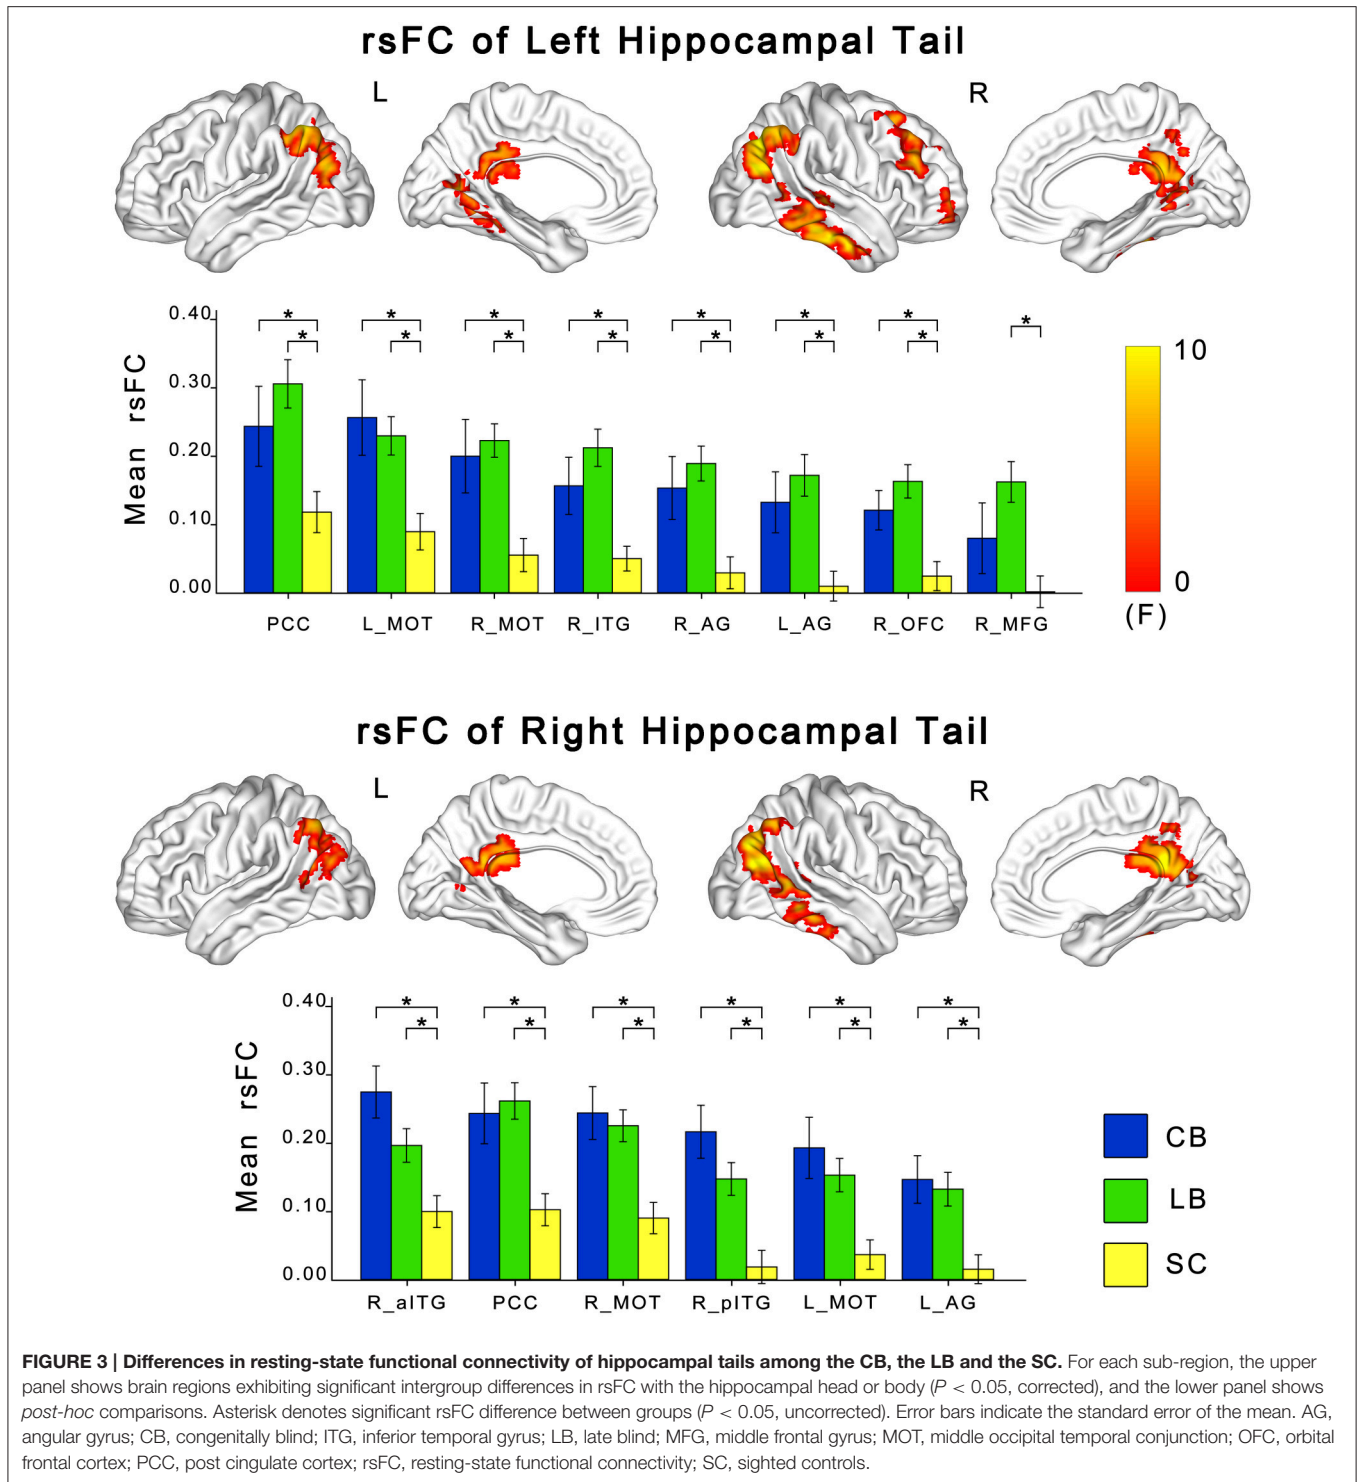 rsFC of Left Hippocampal Tail
L
R
0.40
0.30
0.20
0.10
0.00
Mean rsFC
* * * * * * * *
* * * * * * *
PCC L_MOT R_MOT R_ITG R_AG L_AG R_OFC R_MFG
10
0
(F)
rsFC of Right Hippocampal Tail
L
R
0.40
0.30
0.20
0.10
0.00
Mean rsFC
* * * * * *
* * * * * *
R_aITG PCC R_MOT R_pITG L_MOT L_AG
CB
LB
SC
FIGURE 3 | Differences in resting-state functional connectivity of hippocampal tails among the CB, the LB and the SC. For each sub-region, the upper
panel shows brain regions exhibiting significant intergroup differences in rsFC with the hippocampal head or body (P < 0.05, corrected), and the lower panel shows
post-hoc comparisons. Asterisk denotes significant rsFC difference between groups (P < 0.05, uncorrected). Error bars indicate the standard error of the mean. AG,
angular gyrus; CB, congenitally blind; ITG, inferior temporal gyrus; LB, late blind; MFG, middle frontal gyrus; MOT, middle occipital temporal conjunction; OFC, orbital
frontal cortex; PCC, post cingulate cortex; rsFC, resting-state functional connectivity; SC, sighted controls.